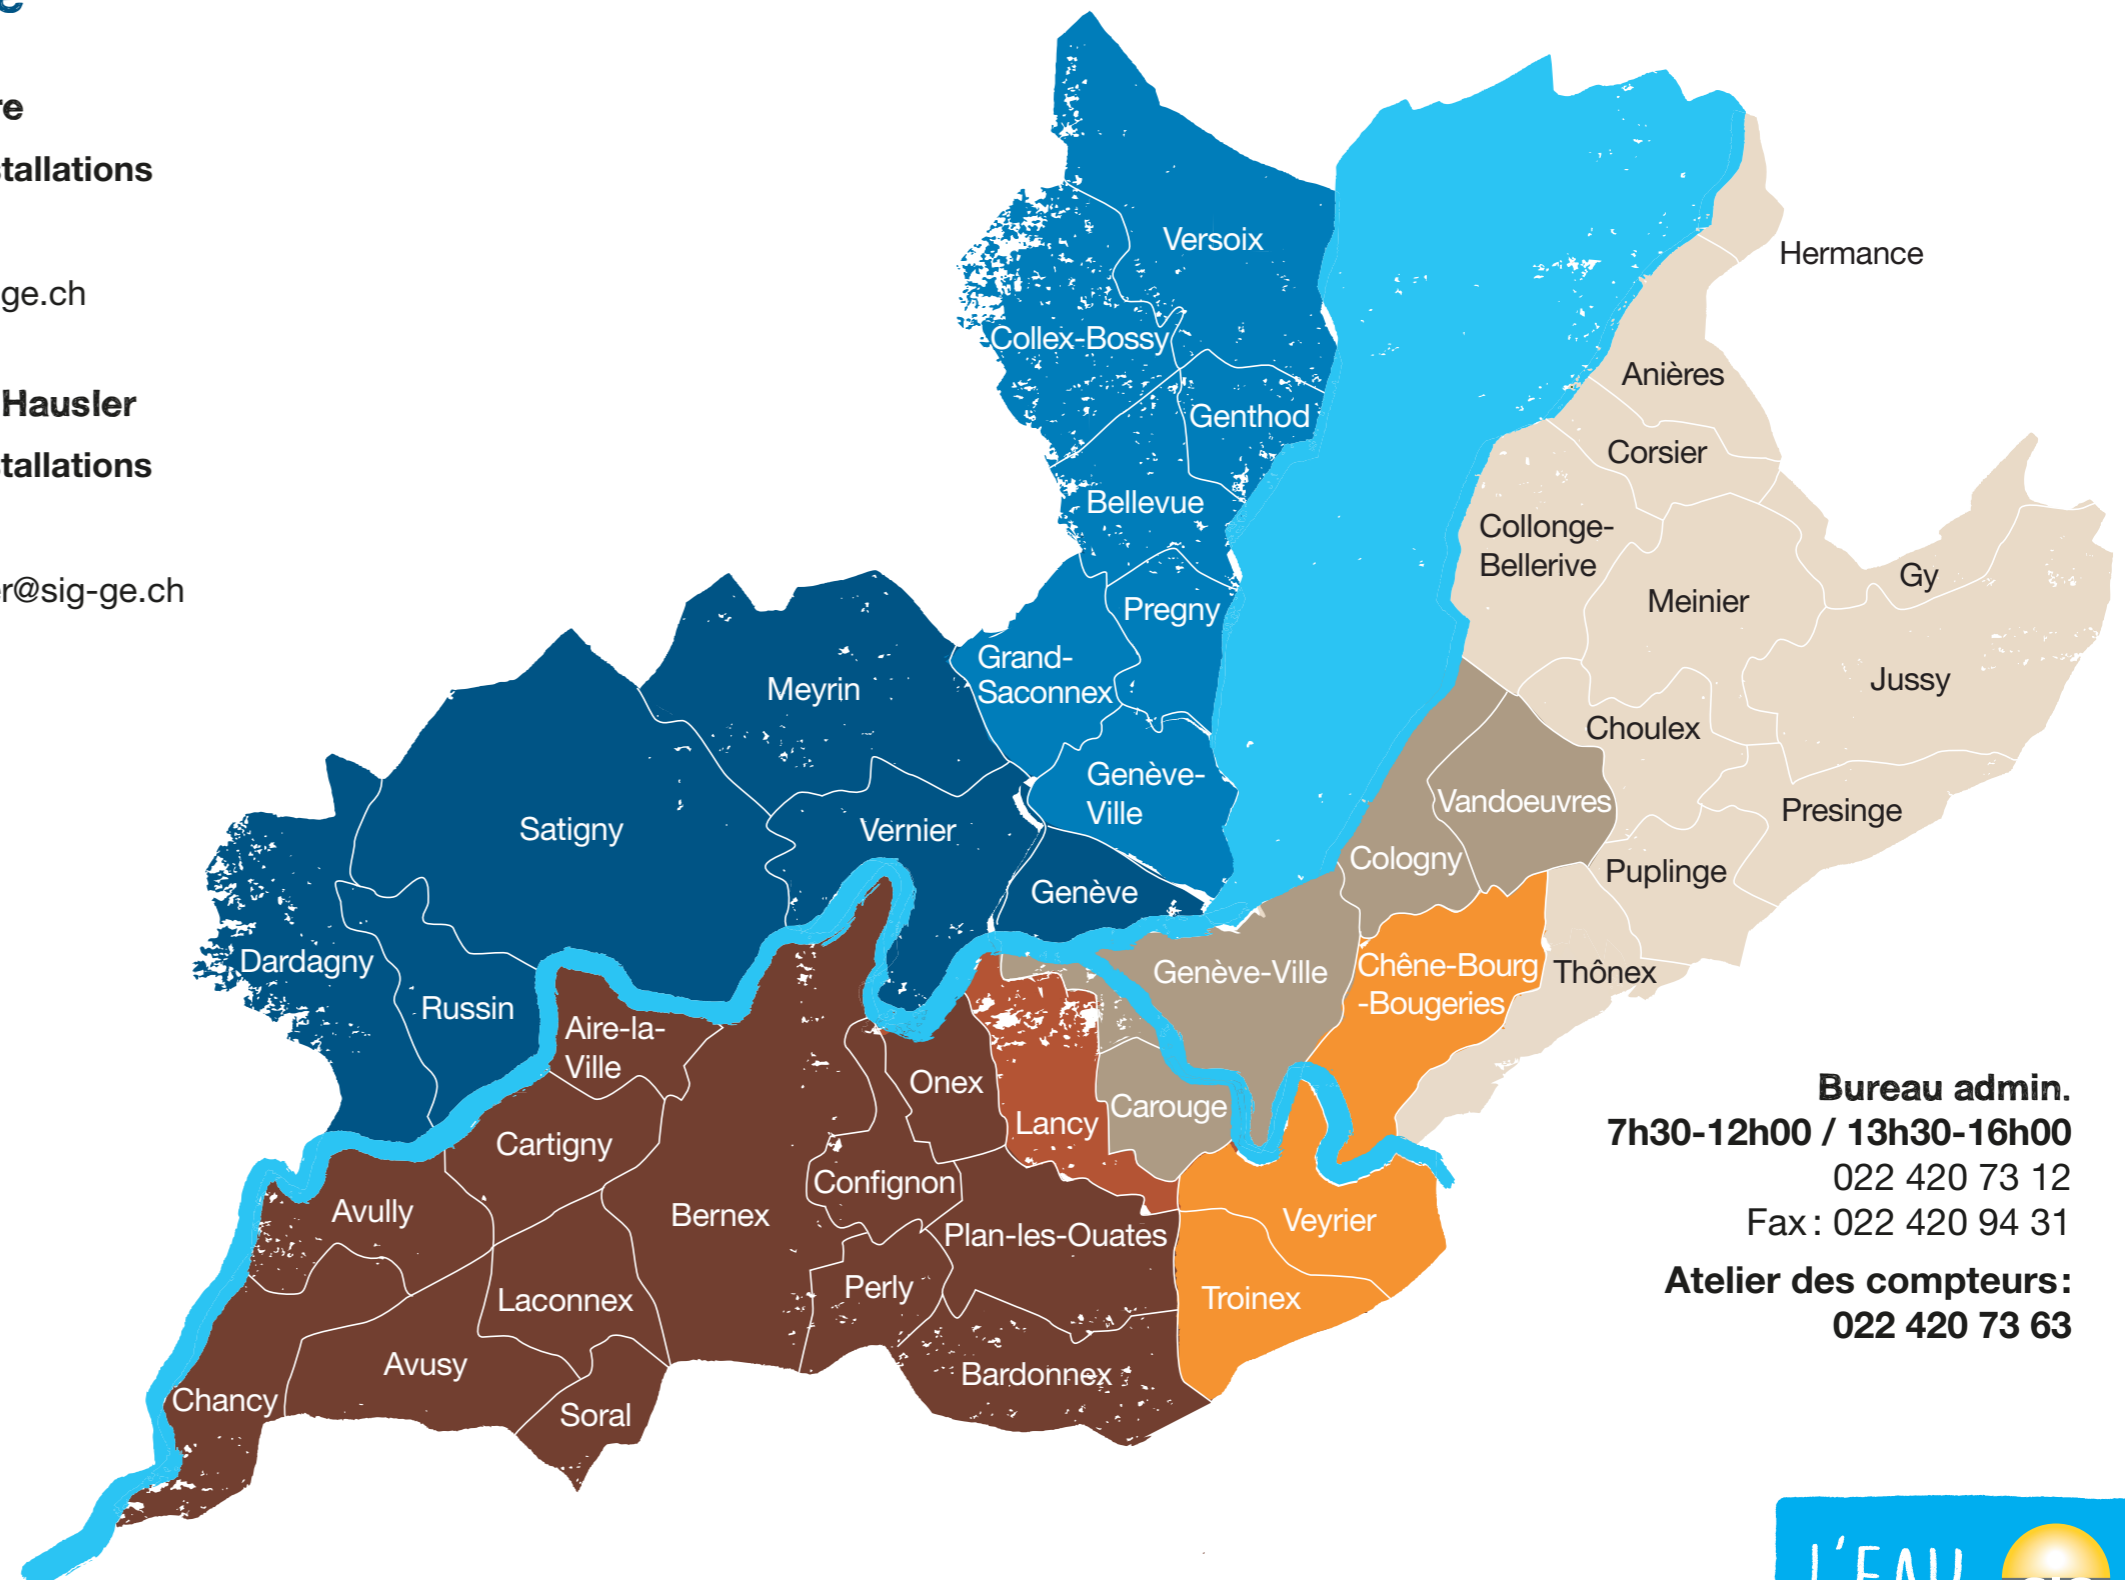 re
stallations
ge.ch
Hausler
stallations
er@sig-ge.ch
Versoix
Hermance
Collex-Bossy
Anières
Genthod
Corsier
Bellevue
Collonge-
Bellerive
Gy
Meinier
Pregny
Grand-
Saconnex
Jussy
Meyrin
Choulex
Genève-
Ville
Vandoeuvres
Presinge
Satigny
Vernier
Cologny
Puplinge
Genève
Dardagny
Genève-Ville
Chêne-Bourg
-Bougeries
Thônex
Russin
Aire-la-
Ville
Onex
Lancy
Carouge
Cartigny
Confignon
Avully
Bernex
Plan-les-Ouates
Veyrier
Perly
Laconnex
Troinex
Avusy
Bardonnex
Chancy
Soral
Bureau admin.
7h30-12h00 / 13h30-16h00
022 420 73 12
Fax : 022 420 94 31
Atelier des compteurs :
022 420 73 63
L'EAU